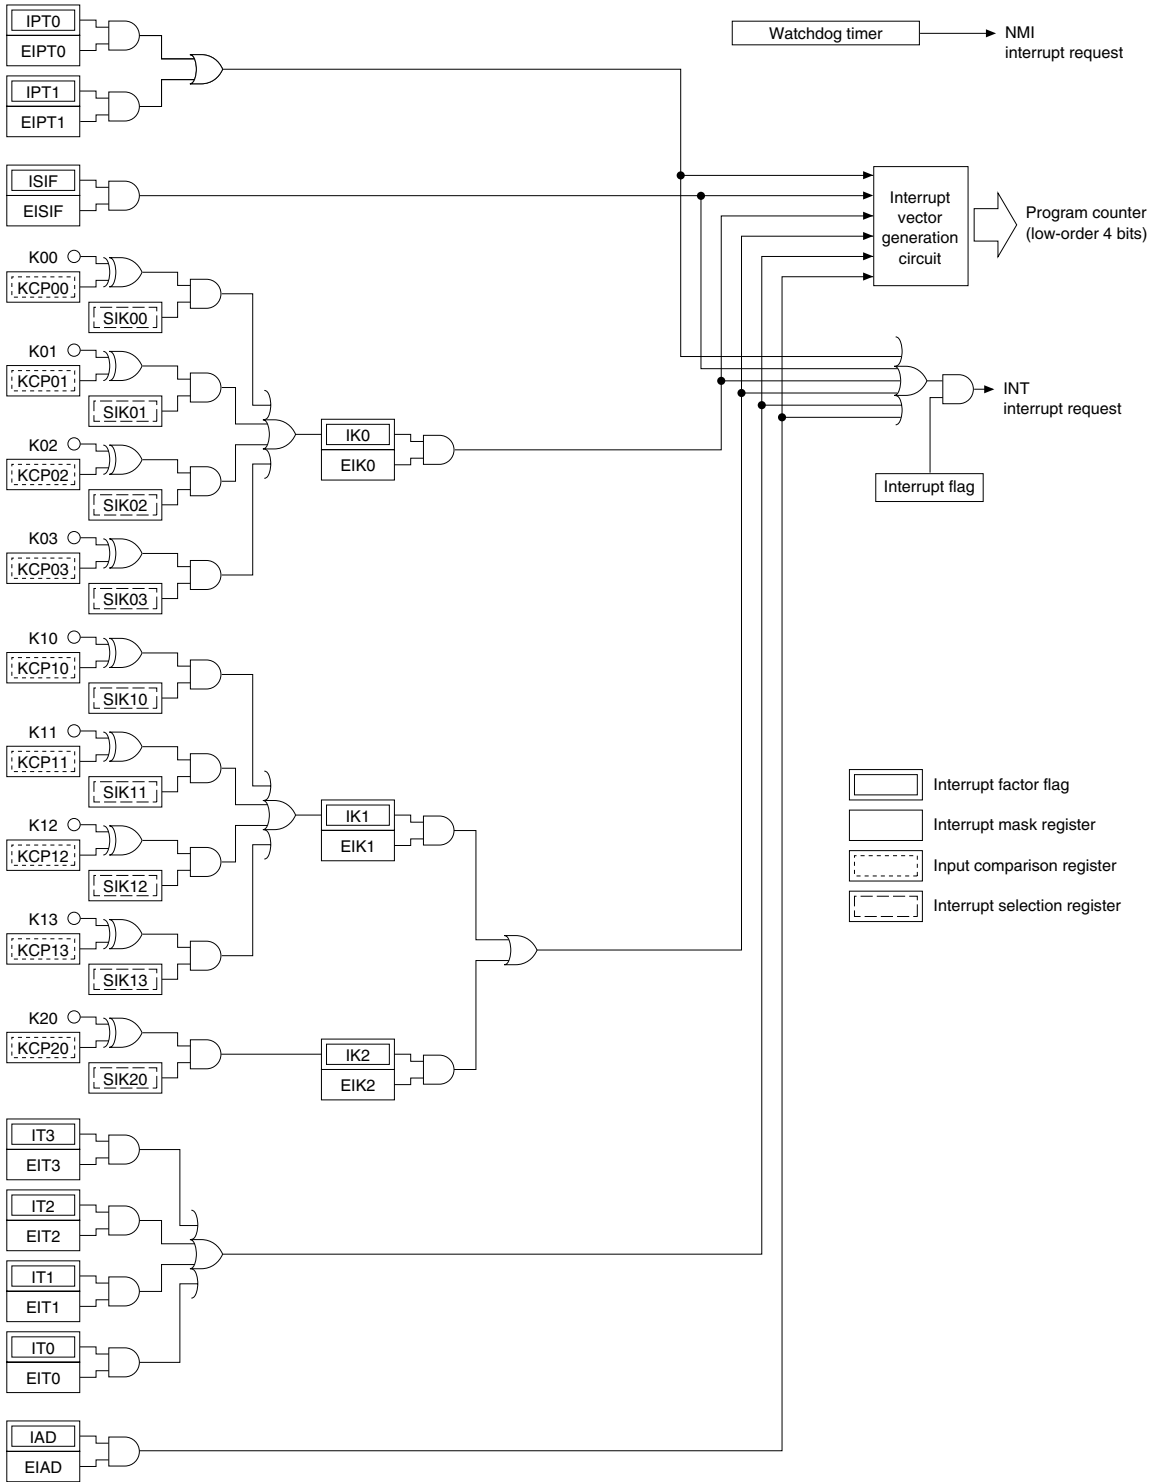 IPT0
EIPT0
IPT1
EIPT1
Watchdog timer
NMI
interrupt request
ISIF
EISIF
Interrupt
vector
generation
circuit
Program counter
(low-order 4 bits)
K00
KCP00
SIK00
K01
KCP01
SIK01
K02
KCP02
SIK02
K03
KCP03
SIK03
IK0
EIK0
INT
interrupt request
Interrupt flag
K10
KCP10
SIK10
K11
KCP11
SIK11
K12
KCP12
SIK12
K13
KCP13
SIK13
IK1
EIK1
K20
KCP20
SIK20
IK2
EIK2
Interrupt factor flag
Interrupt mask register
Input comparison register
Interrupt selection register
IT3
EIT3
IT2
EIT2
IT1
EIT1
IT0
EIT0
IAD
EIAD